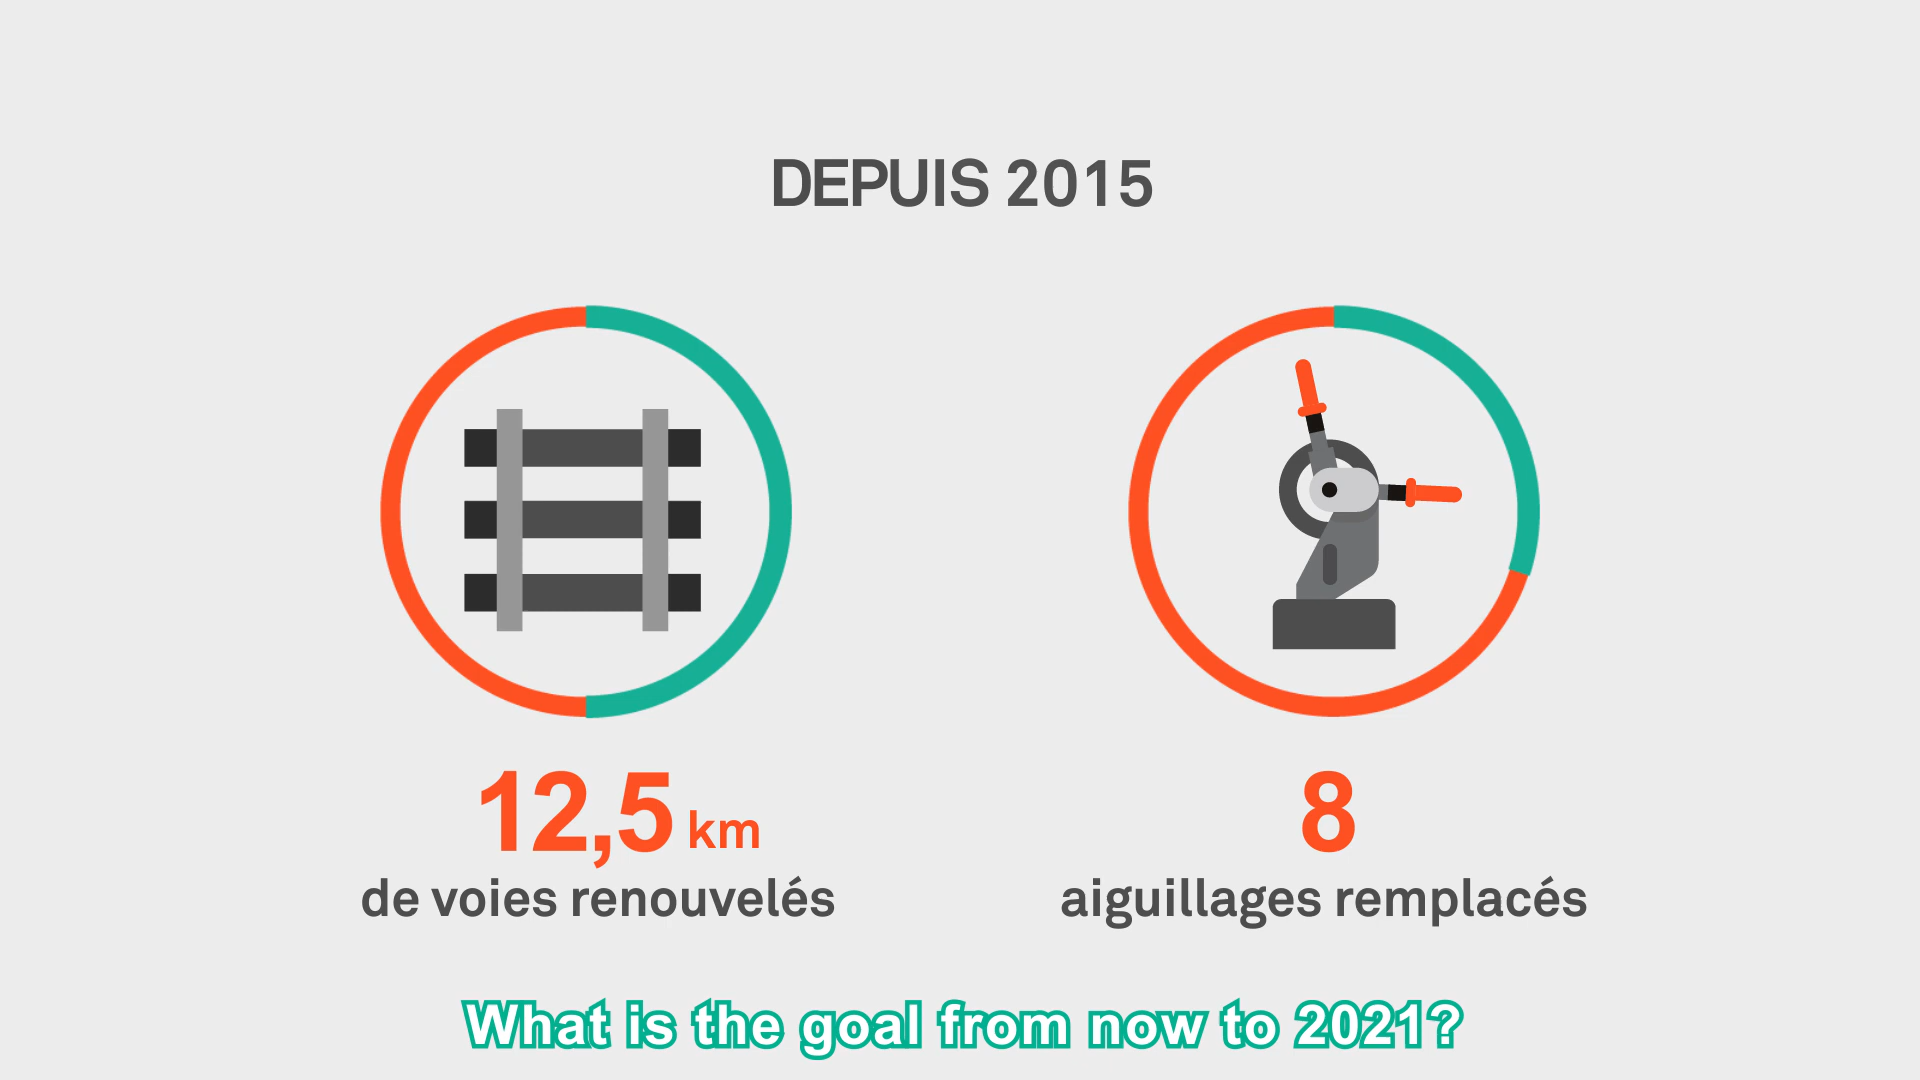 DEPUIS 2015
12,5 km
de voies renouvelés
8
aiguillages remplacés
What is the goal from now to 2021?